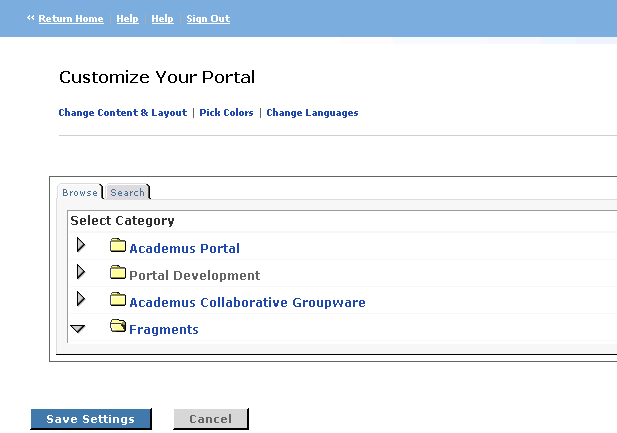 « Return Home | Help | Help | Sign Out
Customize Your Portal
Change Content & Layout | Pick Colors | Change Languages
Browse Search
Select Category
Academus Portal
Portal Development
Academus Collaborative Groupware
Fragments
Save Settings Cancel